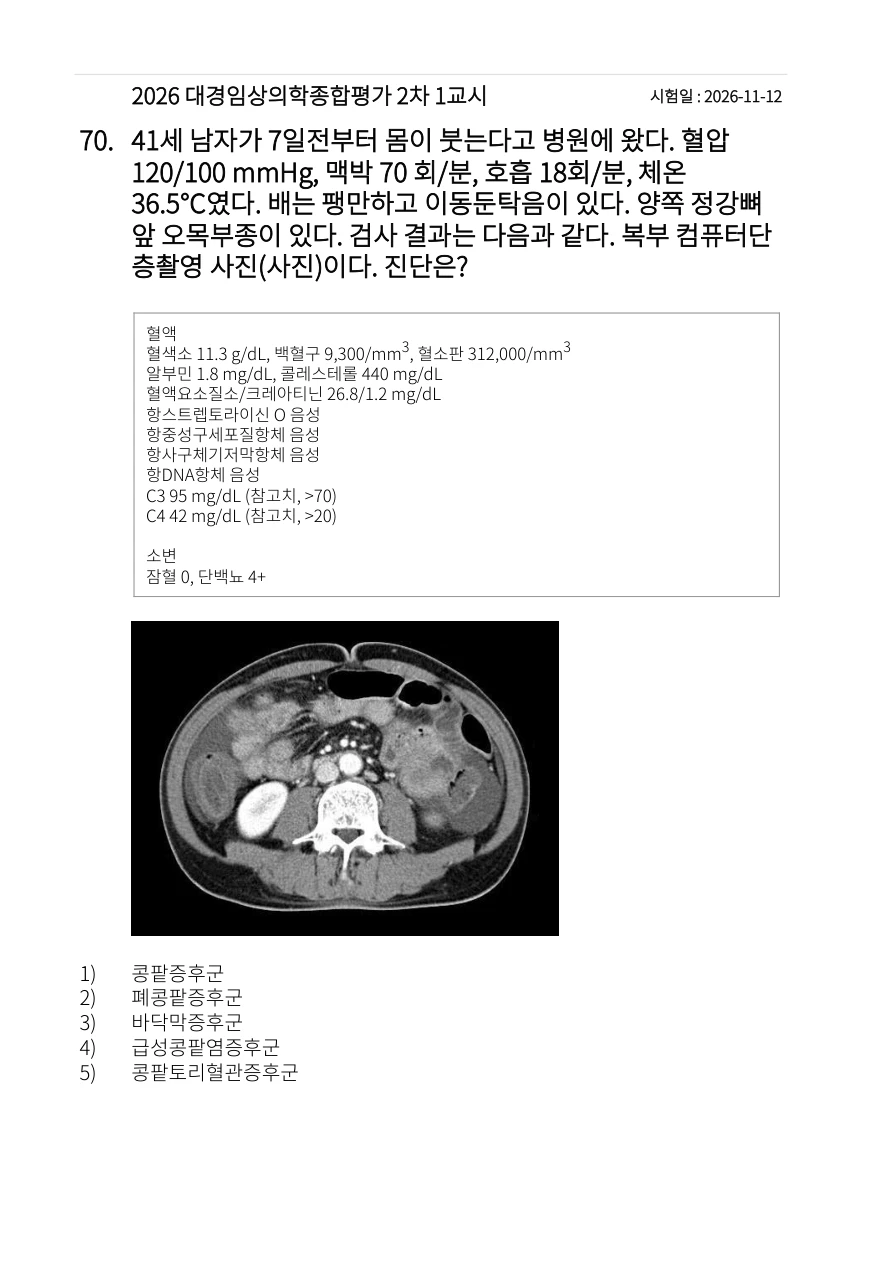 2026 대경임상의학종합평가 2차 1교시
시험일 : 2026-11-12
70. 41세 남자가 7일전부터 몸이 붓는다고 병원에 왔다. 혈압
120/100 mmHg, 맥박 70 회/분, 호흡 18회/분, 체온
36.5°C였다. 배는 팽만하고 이동둔탁음이 있다. 양쪽 정강뼈
앞 오목부종이 있다. 검사 결과는 다음과 같다. 복부 컴퓨터단
층촬영 사진(사진)이다. 진단은?
혈액
혈색소 11.3 g/dL, 백혈구 9,300/mm³, 혈소판 312,000/mm³
알부민 1.8 mg/dL, 콜레스테롤 440 mg/dL
혈액요소질소/크레아티닌 26.8/1.2 mg/dL
항스트렙토라이신 O 음성
항중성구세포질항체 음성
항사구체기저막항체 음성
항DNA항체 음성
C3 95 mg/dL (참고치, >70)
C4 42 mg/dL (참고치, >20)
소변
잠혈 0, 단백뇨 4+
1) 콩팥증후군
2) 폐콩팥증후군
3) 바닥막증후군
4) 급성콩팥염증후군
5) 콩팥토리혈관증후군